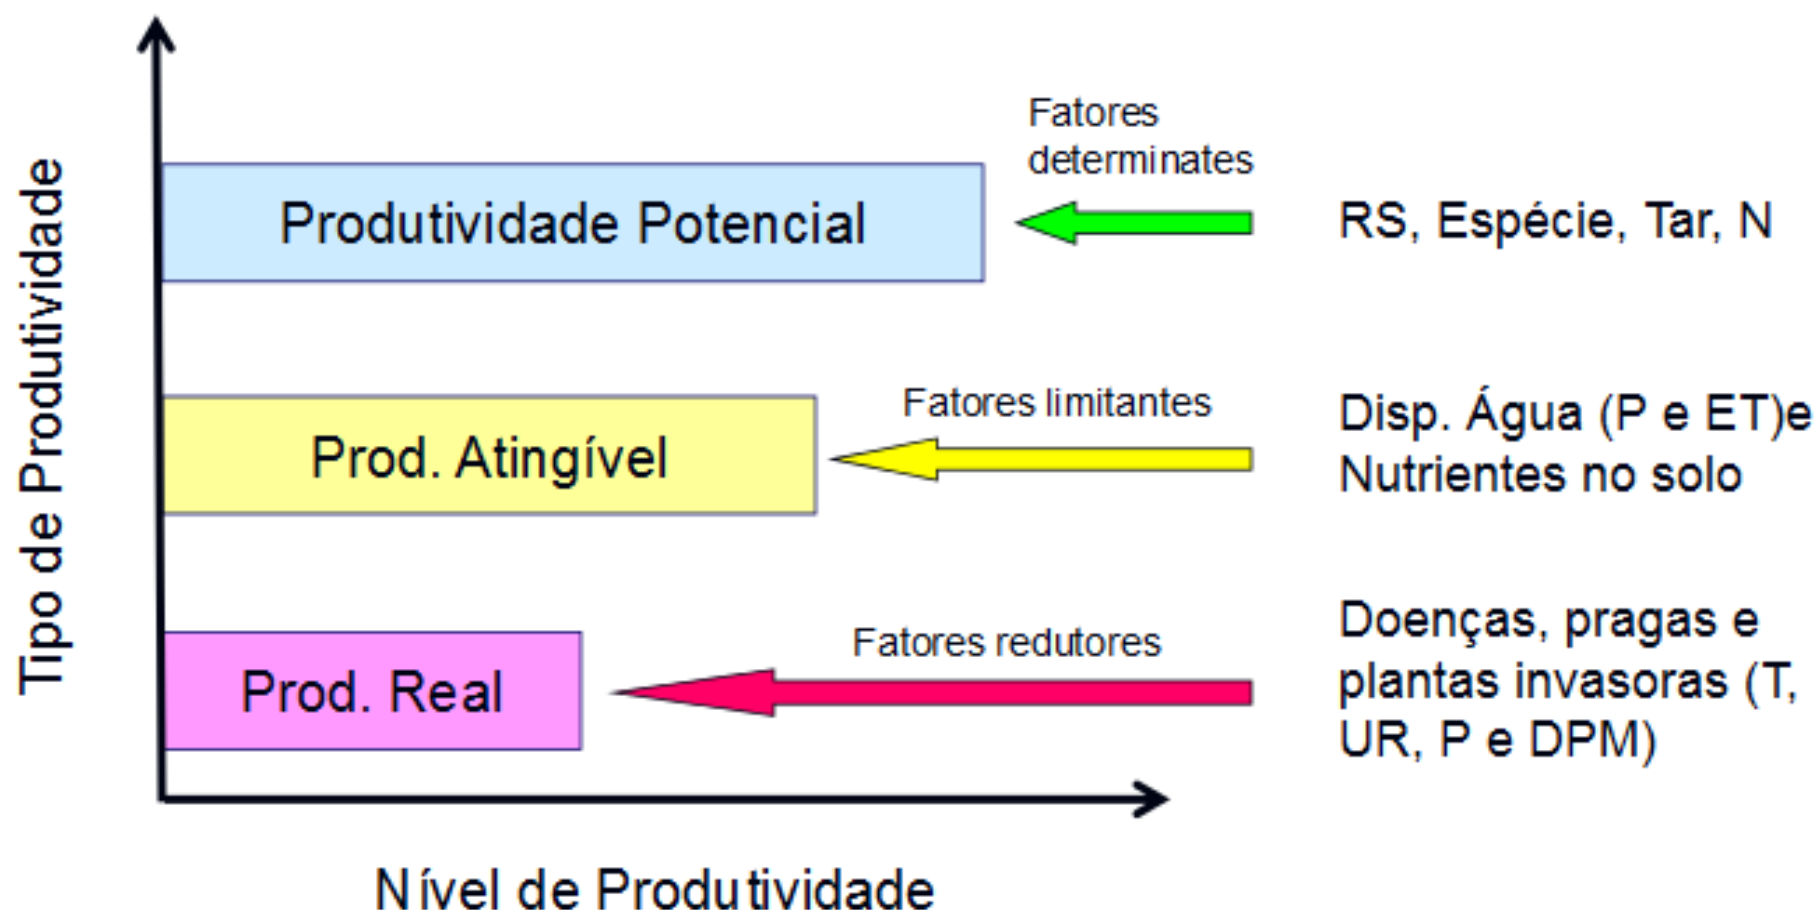 Tipo de Produtividade
Fatores
determinates
Produtividade Potencial
RS, Espécie, Tar, N
Fatores limitantes
Prod. Atingível
Disp. Água (P e ET)e
Nutrientes no solo
Fatores redutores
Prod. Real
Doenças, pragas e
plantas invasoras (T,
UR, P e DPM)
Nível de Produtividade